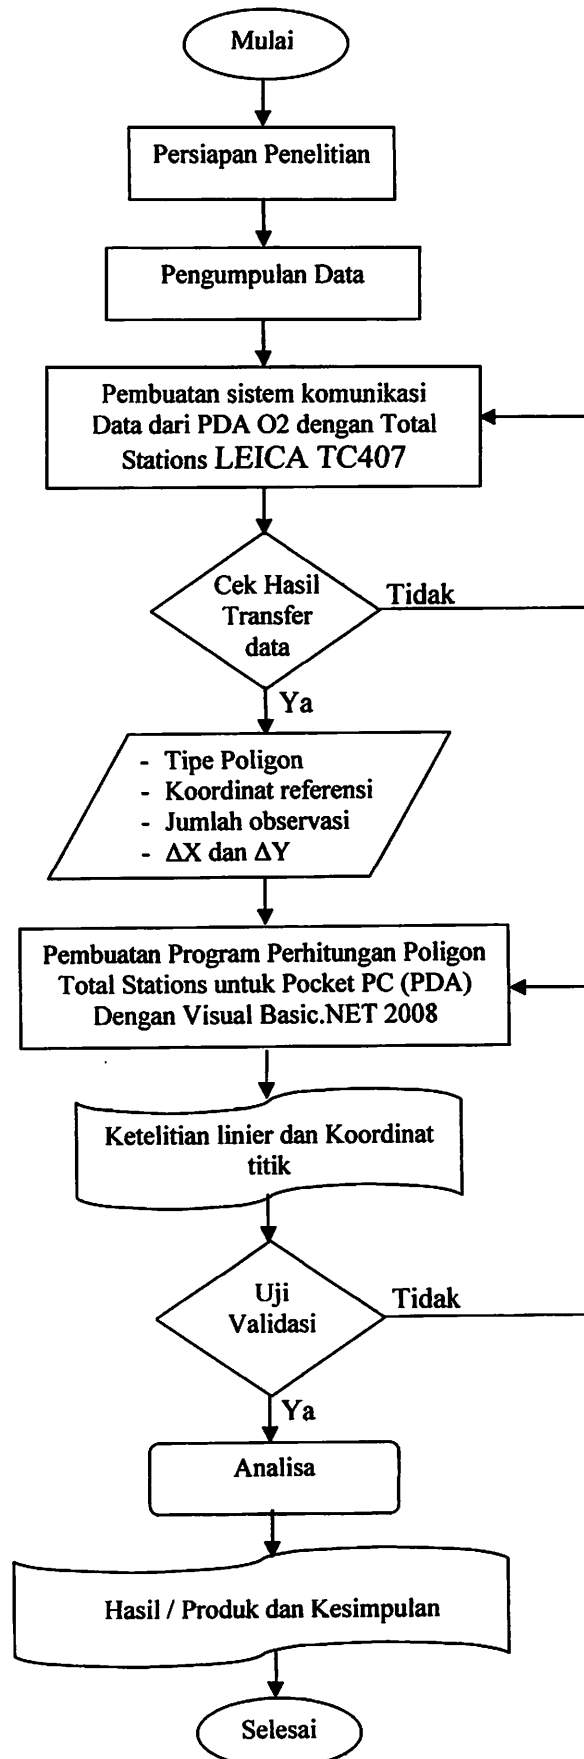 Mulai
Persiapan Penelitian
Pengumpulan Data
Pembuatan sistem komunikasi
Data dari PDA O2 dengan Total
Stations LEICA TC407
Cek Hasil
Transfer
data
Tidak
Ya
- Tipe Poligon
- Koordinat referensi
- Jumlah observasi
- ΔX dan ΔY
Pembuatan Program Perhitungan Poligon
Total Stations untuk Pocket PC (PDA)
Dengan Visual Basic.NET 2008
Ketelitian linier dan Koordinat
titik
Uji
Validasi
Tidak
Ya
Analisa
Hasil / Produk dan Kesimpulan
Selesai